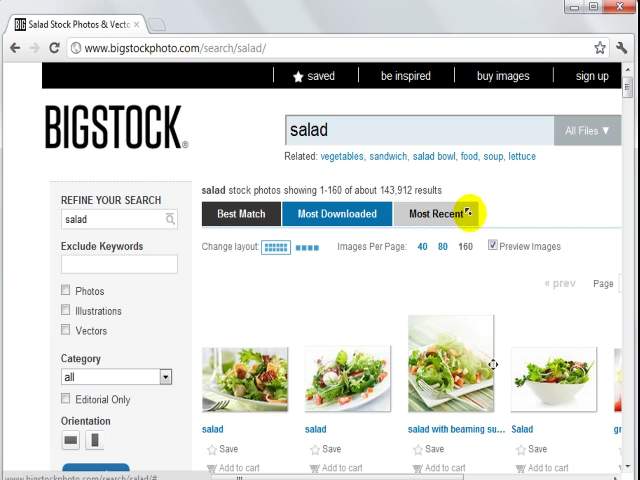 BIG Salad Stock Photos & Vecto
www.bigstockphoto.com/search/salad/
saved be inspired buy images sign up
BIGSTOCK®
salad All Files ▼
Related: vegetables, sandwich, salad bowl, food, soup, lettuce
salad stock photos showing 1-160 of about 143,912 results
REFINE YOUR SEARCH
salad
Best Match Most Downloaded Most Recent
Exclude Keywords
Change layout: Images Per Page: 40 80 160 Preview Images
« prev Page
Photos
Illustrations
Vectors
Category
all
Editorial Only
Orientation
salad salad salad with beaming su... Salad
Save Save Save Save
Add to cart Add to cart Add to cart Add to cart
www.bigstockphoto.com/search/salad/#